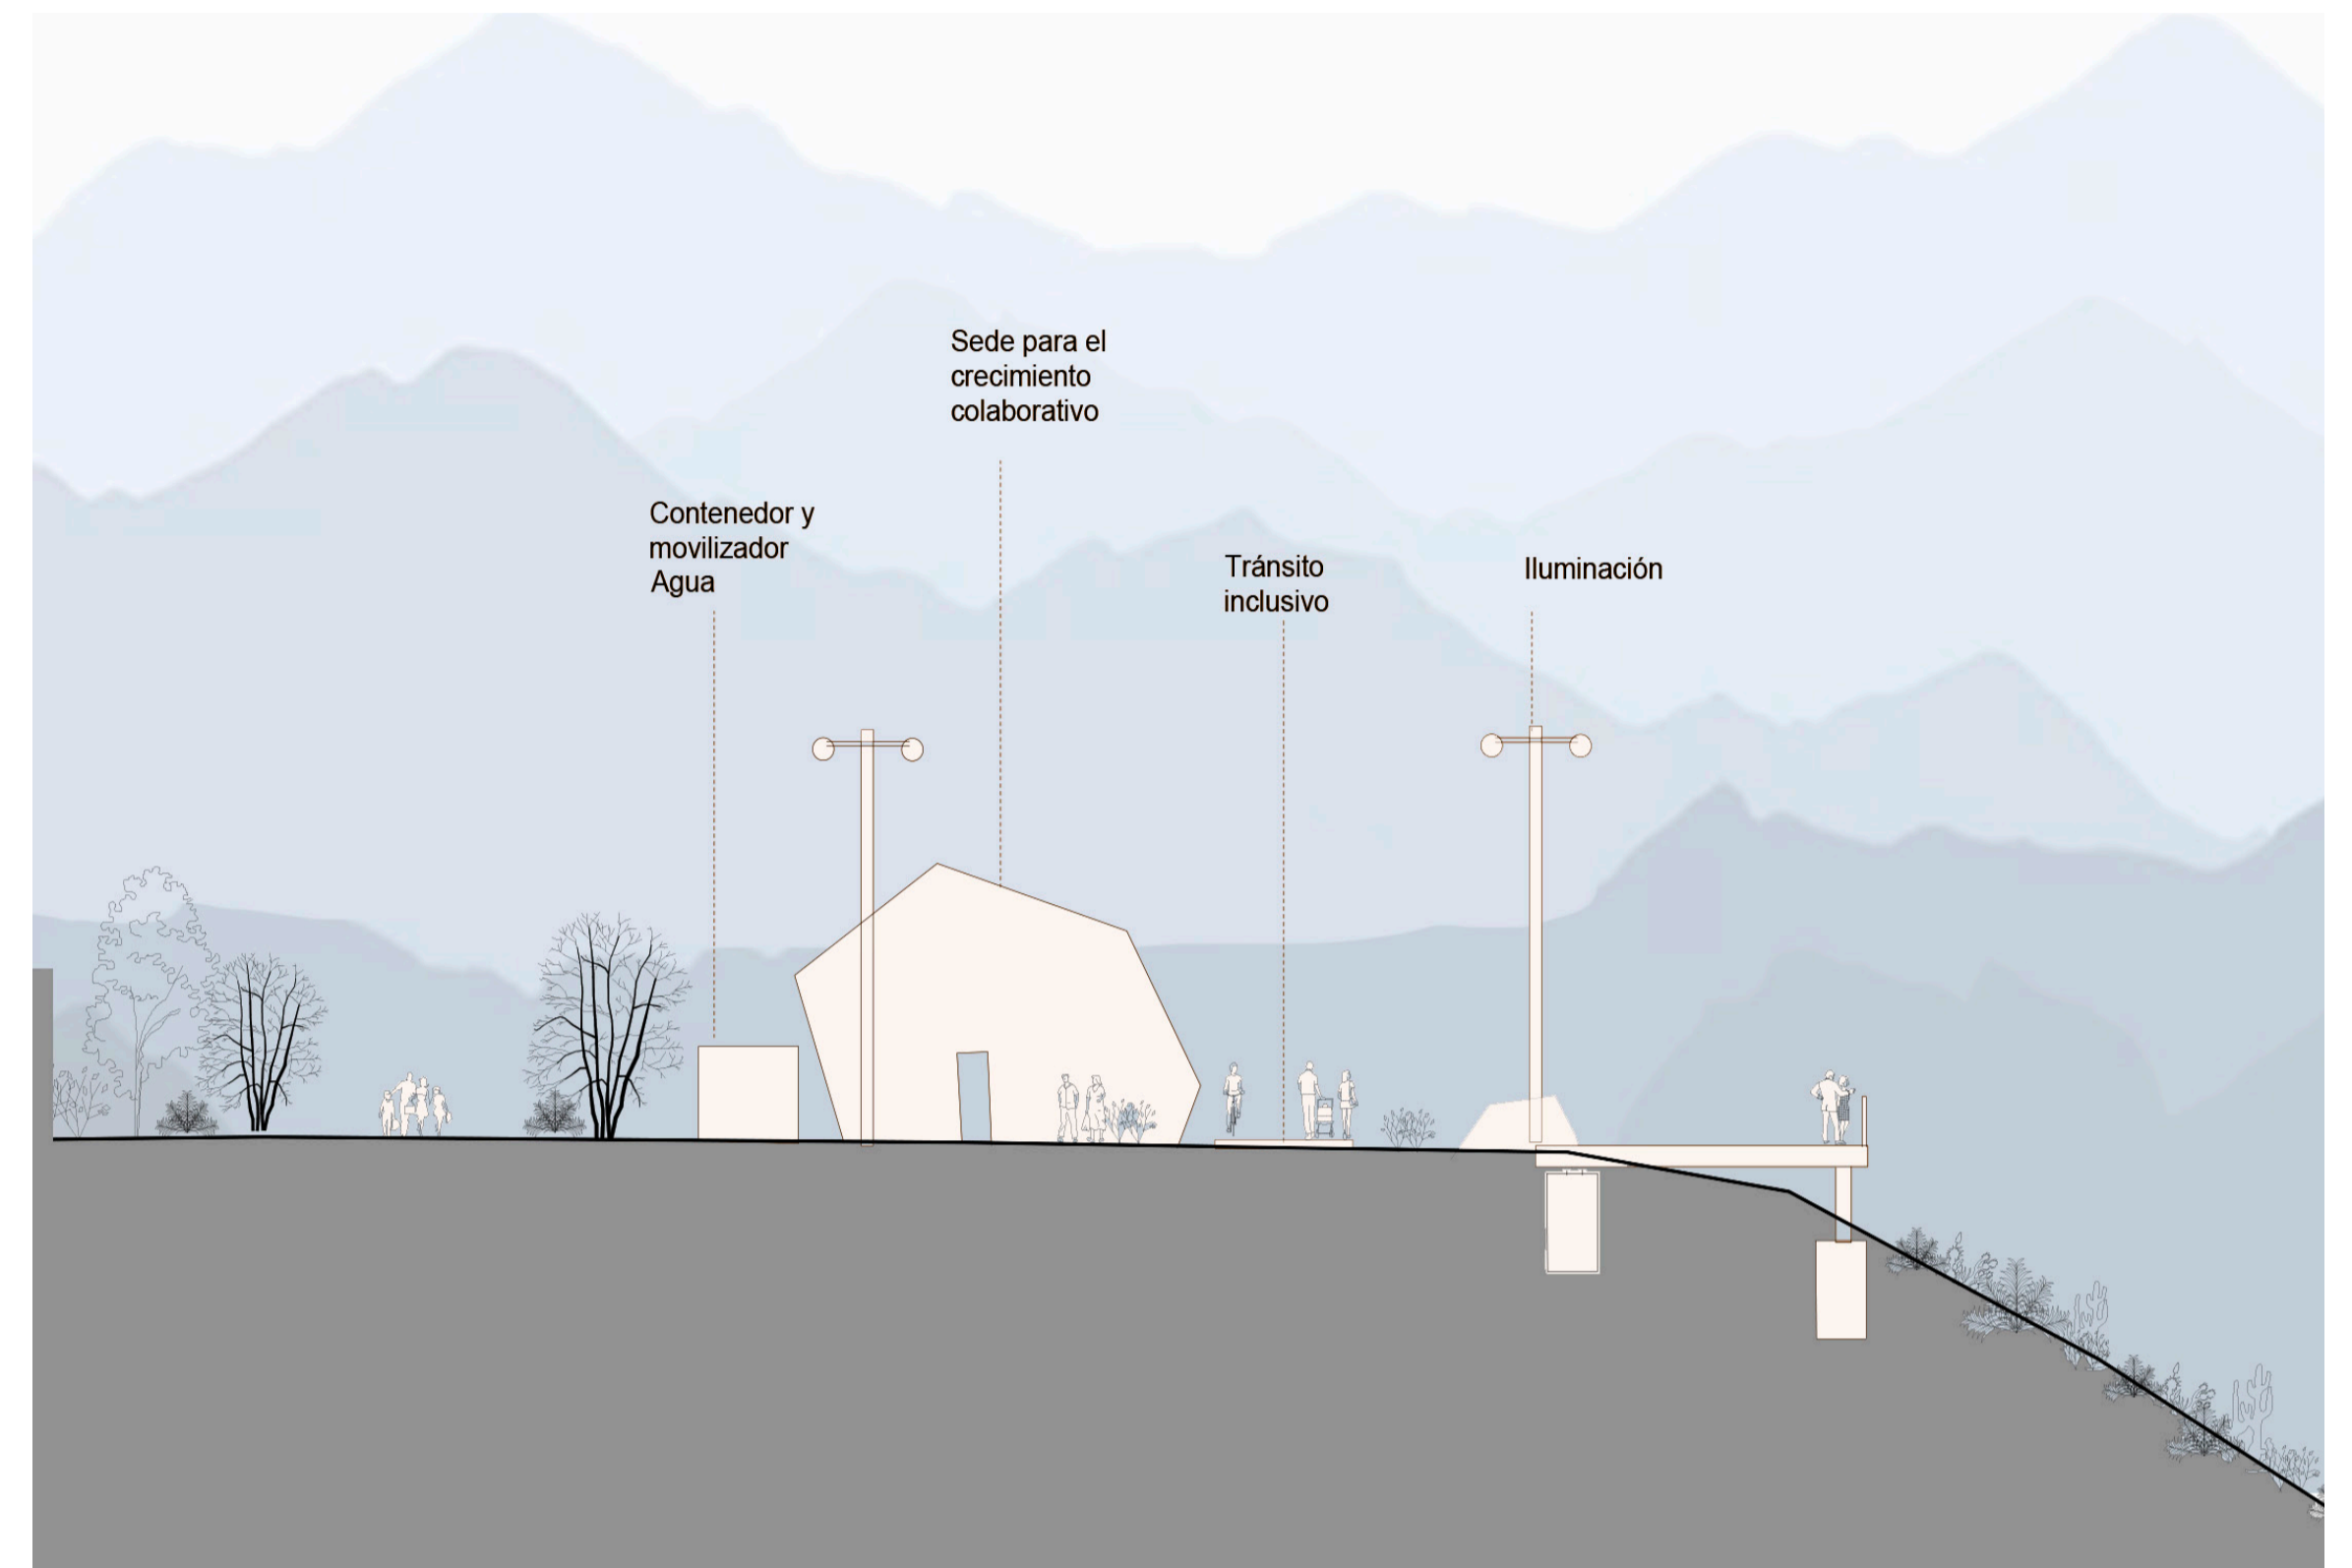 Sede para el
crecimiento
colaborativo
Contenedor y
movilizador
Agua
Tránsito
inclusivo
Iluminación